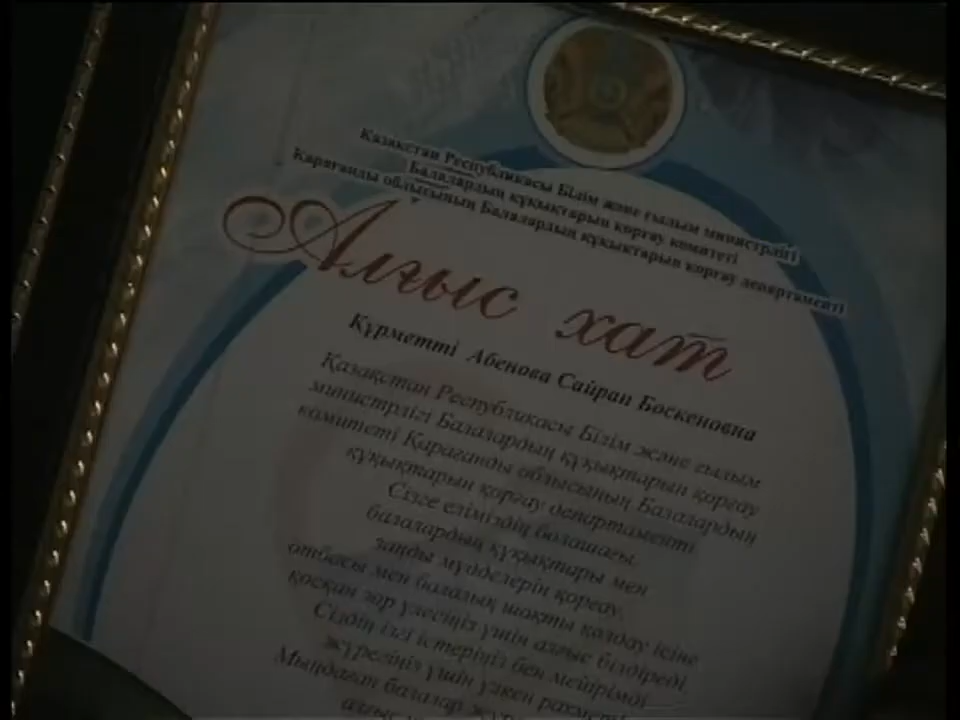 Қазақстан Республикасы Білім және ғылым министрлігі
Балалардың құқықтарын қорғау комитеті
Қарағанды облысының Балалардың құқықтарын қорғау департаменті
Алғыс хат
Құрметті Абенова Сайран Боскеновна
Қазақстан Республикасы Білім және ғылым
министрлігі Балалардың құқықтарын қорғау
комитеті Қарағанды облысының Балалардың
құқықтарын қорғау департаменті
Сізге еліміздің болашағы,
балалардың құқықтары мен
заңды мүдделерін қорғау,
отбасы мен балалық шақты қолдау ісіне
қосқан зор үлесіңіз үшін алғыс білдіреді.
Сіздің ізгі істеріңіз бен мейірімді
жүрегіңіз үшін үлкен рахмет!
Мыңдаған балалар